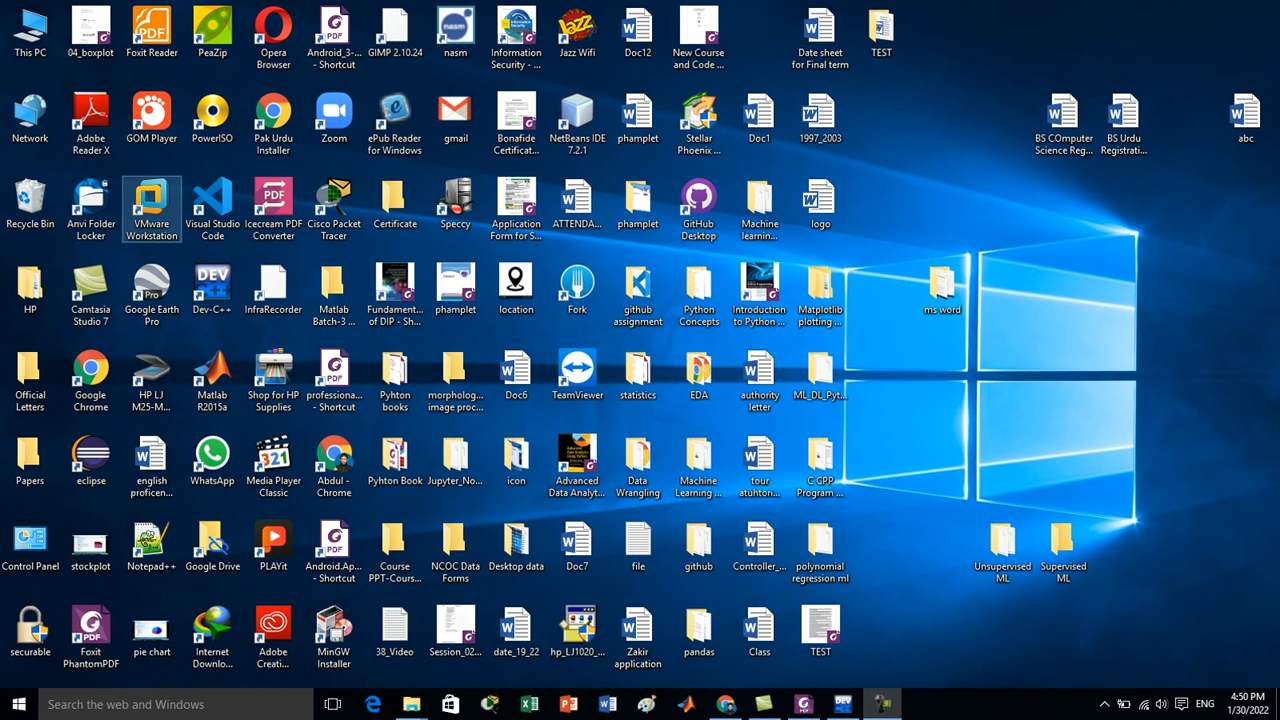 This PC
04_boxplot
Foxit Reader
PeaZip
Opera
Browser
Android_3-...
- Shortcut
GIMP 2.10.24
nasm
Information
Security - ...
Jazz Wifi
Doc12
New Course
and Code ...
Date sheet
for Final term
TEST
Network
Adobe
Reader X
GOM Player
PowerISO
Pak Urdu
Installer
Zoom
ePub Reader
for Windows
gmail
Bonafide
Certificat...
NetBeans IDE
7.2.1
phamplet
Stellar
Phoenix ...
Doc1
1997_2003
BS COmputer
Science Reg...
BS Urdu
Registrati...
abc
Recycle Bin
Anvi Folder
Locker
VMware
Workstation
Visual Studio
Code
Icecream PDF
Converter
Cisco Packet
Tracer
Certificate
Speccy
Application
Form for S...
ATTENDA...
phamplet
GitHub
Desktop
Machine
learnin...
logo
HP
Camtasia
Studio 7
Google Earth
Pro
Dev-C++
InfraRecorder
Matlab
Batch-3 ...
Fundament...
of DIP - Sh...
phamplet
location
Fork
github
assignment
Python
Concepts
Introduction
to Python ...
Matplotlib
plotting ...
ms word
Official
Letters
Google
Chrome
HP LJ
M25-M...
Matlab
R2015a
Shop for HP
Supplies
professiona...
- Shortcut
Pyhton
books
morpholog...
image proc...
Doc6
TeamViewer
statistics
EDA
authority
letter
ML_DL_Pyt...
Papers
eclipse
english
proficen...
WhatsApp
Media Player
Classic
Abdul -
Chrome
Pyhton Book
Jupyter_No...
icon
Advanced
Data Analyt...
Data
Wrangling
Machine
Learning ...
tour
atuhtori...
C CPP
Program ...
Control Panel
stockplot
Notepad++
Google Drive
PLAYit
Android.Ap...
- Shortcut
Course
PPT-Cours...
NCOC Data
Forms
Desktop data
Doc7
file
github
Controller_...
polynomial
regression ml
Unsupervised
ML
Supervised
ML
securable
Foxit
PhantomPDF
pie chart
Internet
Downlo...
Adobe
Creati...
MinGW
Installer
38_Video
Session_02...
date_19_22
hp_LJ1020_...
Zakir
application
pandas
Class
TEST
Search the web and Windows
ENG
4:50 PM
1/30/2022